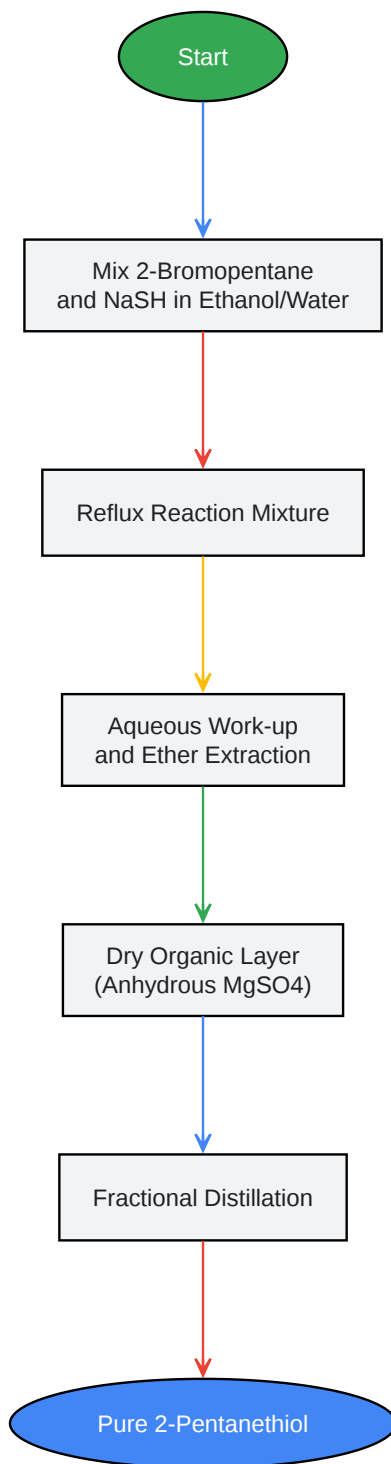 Start
Mix 2-Bromopentane
and NaSH in Ethanol/Water
Reflux Reaction Mixture
Aqueous Work-up
and Ether Extraction
Dry Organic Layer
(Anhydrous MgSO4)
Fractional Distillation
Pure 2-Pentanethiol